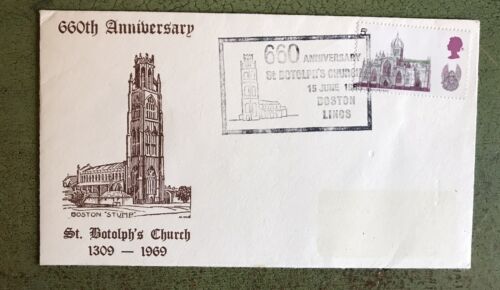 660th Anniversary
BOSTON "STUMP"
St. Botolph's Church
1309 — 1969
660 ANNIVERSARY
St BOTOLPH'S CHURCH
15 JUNE
BOSTON
LINCS